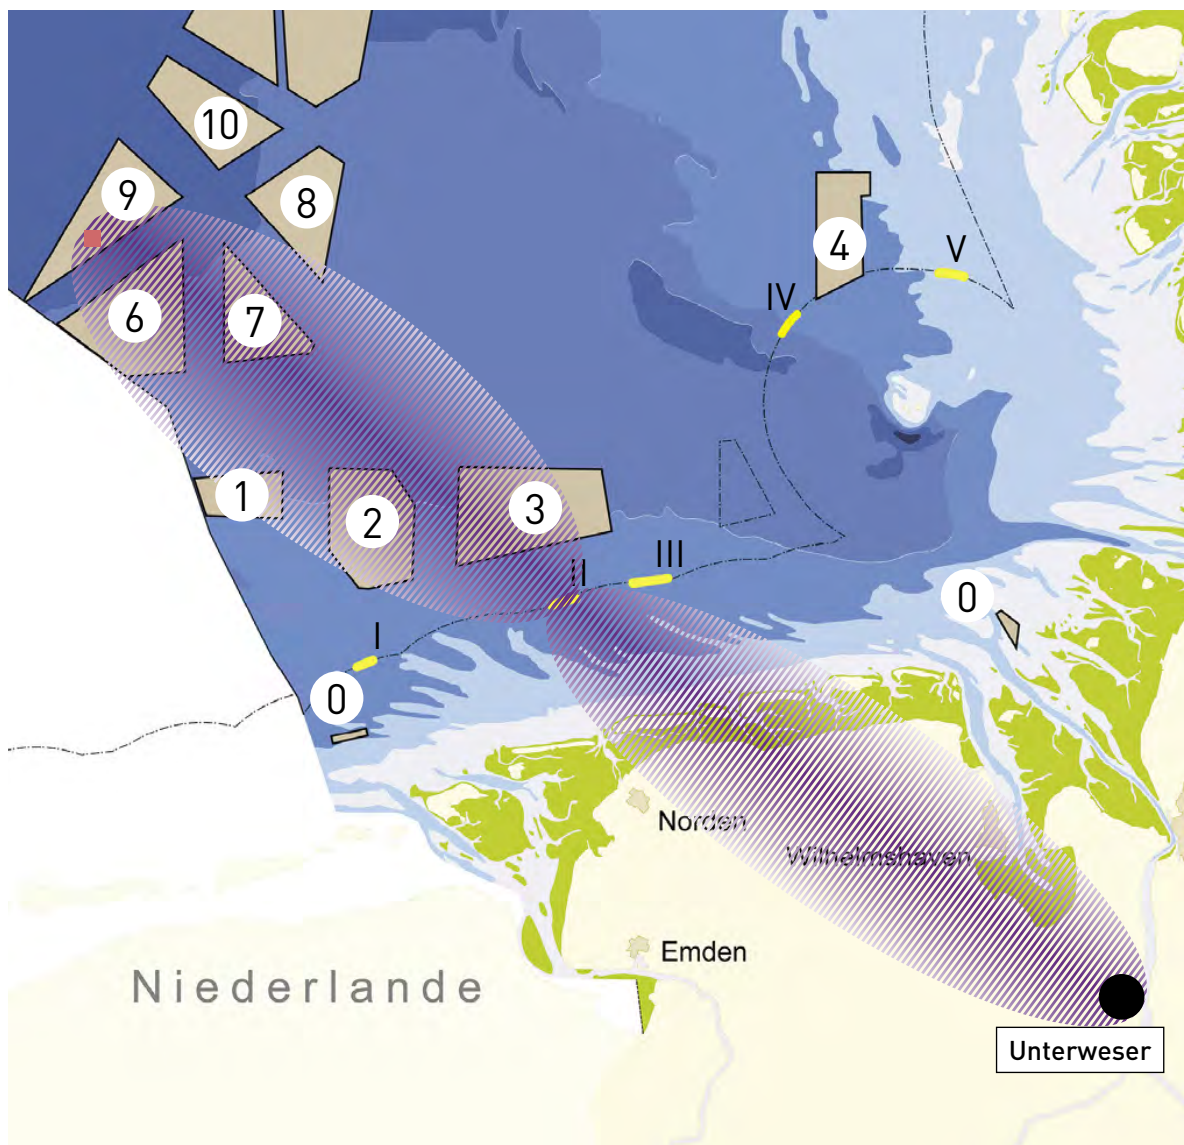 10
9
8
V
4
IV
6
7
1
2
3
III
II
0
I
0
Norden
Wilhelmshaven
Emden
Niederlande
Unterweser